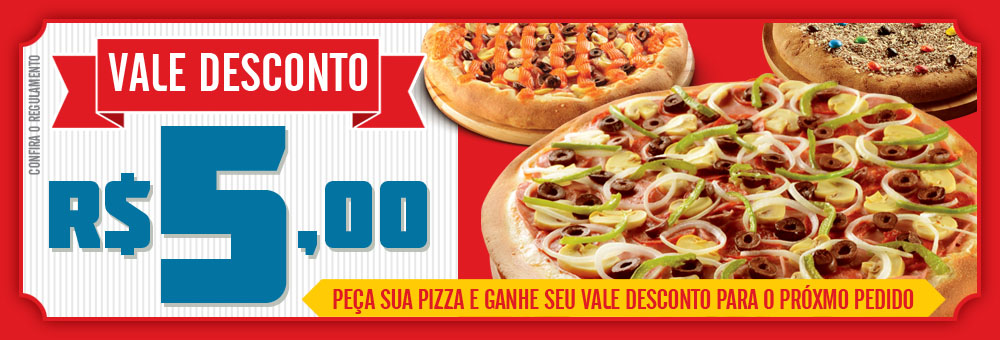 CONFIRA O REGULAMENTO
VALE DESCONTO
R$5,00
PEÇA SUA PIZZA E GANHE SEU VALE DESCONTO PARA O PRÓXMO PEDIDO